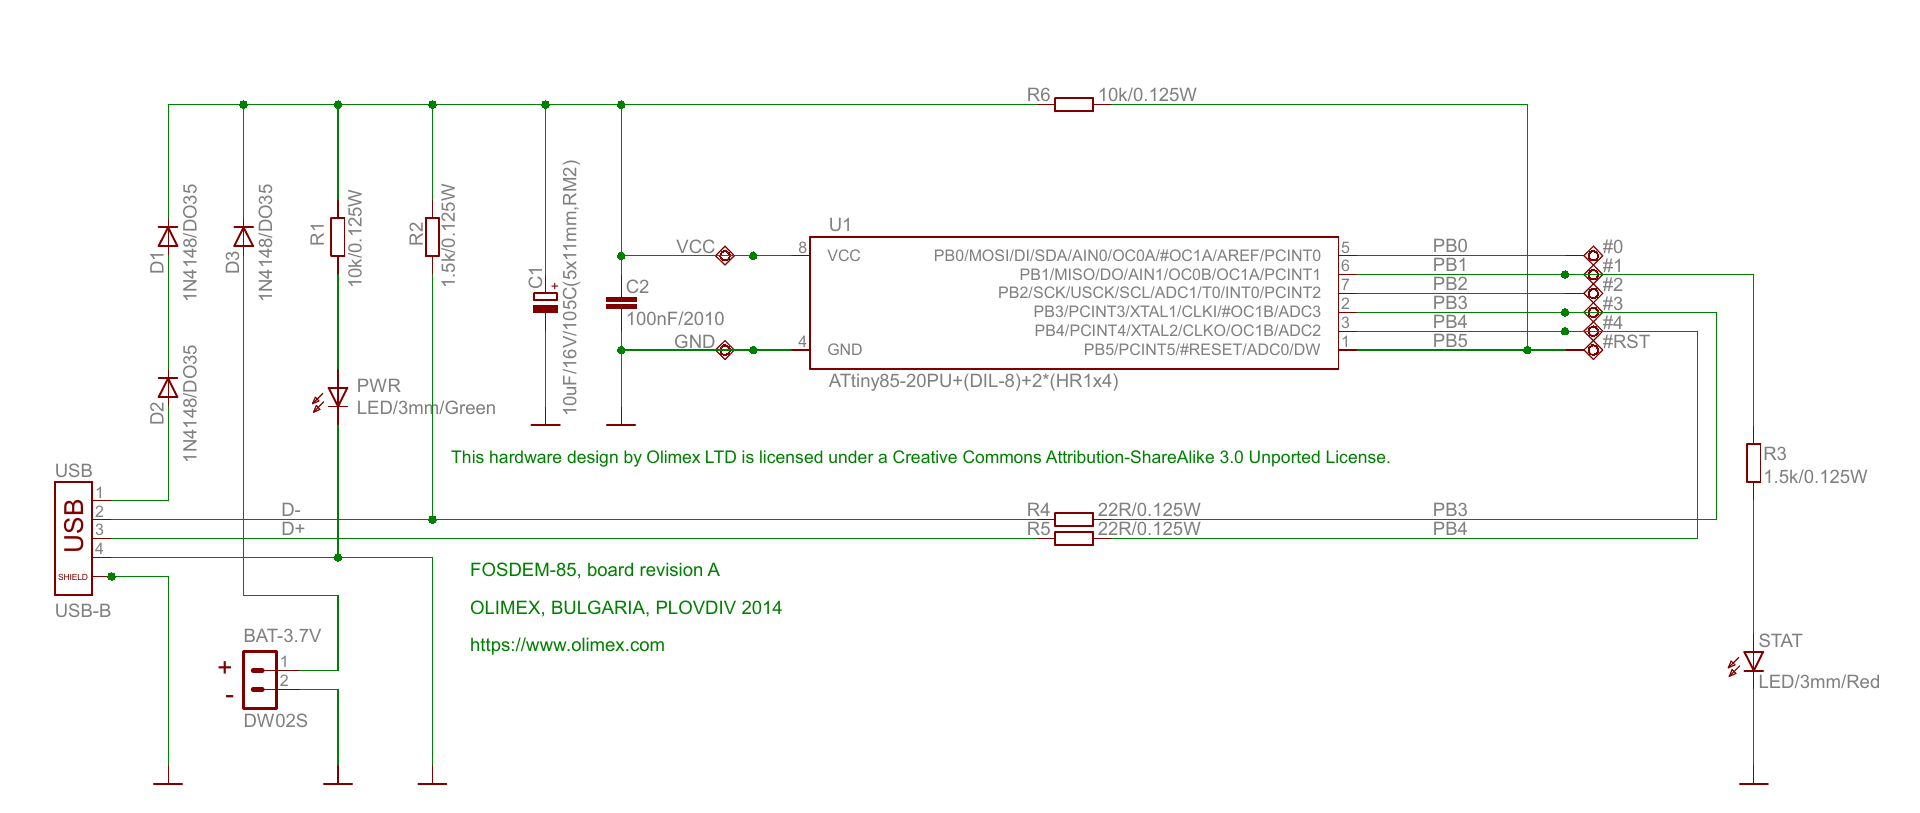 R6 10k/0.125W
D1
1N4148/DO35
D3
1N4148/DO35
R1
10k/0.125W
R2
1.5k/0.125W
C1
+
10uF/16V/105C(5x11mm,RM2)
C2
100nF/2010
VCC
GND
U1
8
4
VCC
GND
PB0/MOSI/DI/SDA/AIN0/OC0A/#OC1A/AREF/PCINT0
PB1/MISO/DO/AIN1/OC0B/OC1A/PCINT1
PB2/SCK/USCK/SCL/ADC1/T0/INT0/PCINT2
PB3/PCINT3/XTAL1/CLKI/#OC1B/ADC3
PB4/PCINT4/XTAL2/CLKO/OC1B/ADC2
PB5/PCINT5/#RESET/ADC0/DW
5 PB0 #0
6 PB1 #1
7 PB2 #2
2 PB3 #3
3 PB4 #4
1 PB5 #RST
ATtiny85-20PU+(DIL-8)+2*(HR1x4)
D2
1N4148/DO35
PWR
LED/3mm/Green
This hardware design by Olimex LTD is licensed under a Creative Commons Attribution-ShareAlike 3.0 Unported License.
R3
1.5k/0.125W
USB
USB
SHIELD
1
2
3
4
USB-B
D-
D+
R4 22R/0.125W PB3
R5 22R/0.125W PB4
FOSDEM-85, board revision A
OLIMEX, BULGARIA, PLOVDIV 2014
https://www.olimex.com
BAT-3.7V
+ 1
- 2
DW02S
STAT
LED/3mm/Red